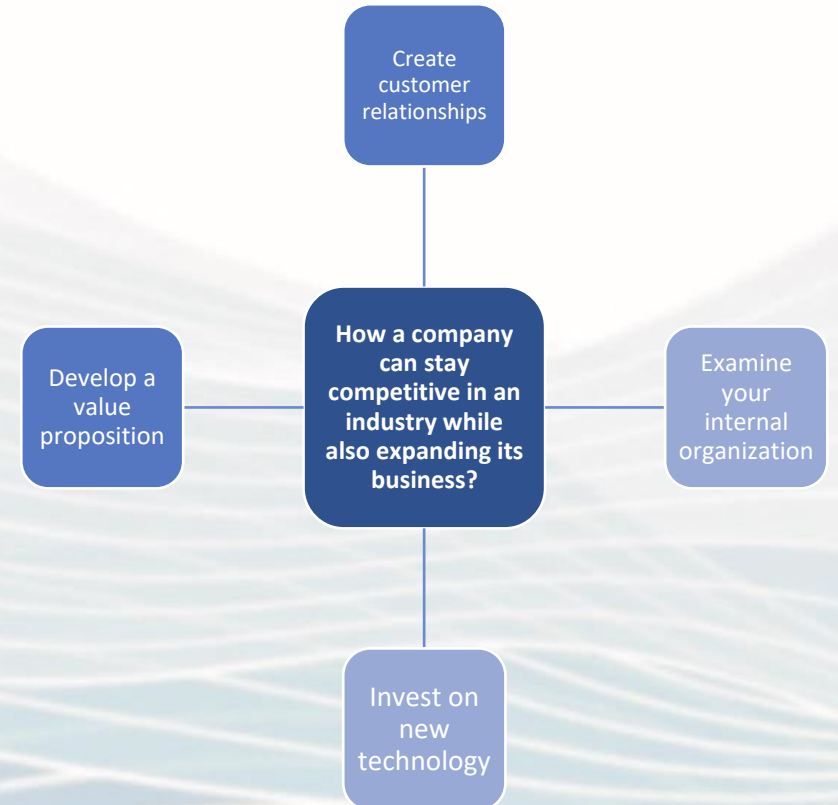 Create
customer
relationships
Develop a
value
proposition
How a company
can stay
competitive in an
industry while
also expanding its
business?
Examine
your
internal
organization
Invest on
new
technology